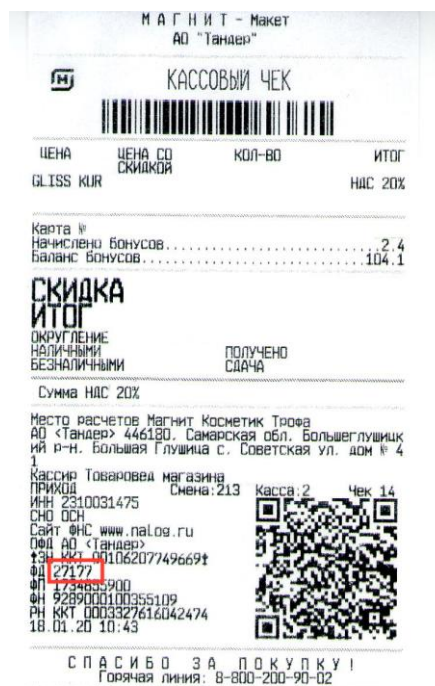 МАГНИТ - Макет
АО "Тандер"
М КАССОВЫЙ ЧЕК
ЦЕНА ЦЕНА СО СКИДКОЙ КОЛ-ВО ИТОГ
GLISS KUR НДС 20%
Карта №
Начислено бонусов..................2.4
Баланс бонусов..................104.1
СКИДКА
ИТОГ
ОКРУГЛЕНИЕ
НАЛИЧНЫМИ ПОЛУЧЕНО
БЕЗНАЛИЧНЫМИ СДАЧА
Сумма НДС 20%
Место расчетов Магнит Косметик Трофа
АО <Тандер> 446180. Самарская обл. Большеглушицк
ий р-н. Большая Глушица с. Советская ул. дом № 4
1
Кассир Товаровед магазина
ПРИХОД Смена:213 Касса:2 Чек 14
ИНН 2310031475
СНО ОСН
Сайт ФНС www.nalog.ru
ОФД АО <Тандер>
ЗН ККТ 00106207749669
ФД 27177
ФП 1734835900
ФН 9289000100355109
РН ККТ 0003327616042474
18.01.20 10:43
СПАСИБО ЗА ПОКУПКУ!
Горячая линия: 8-800-200-90-02